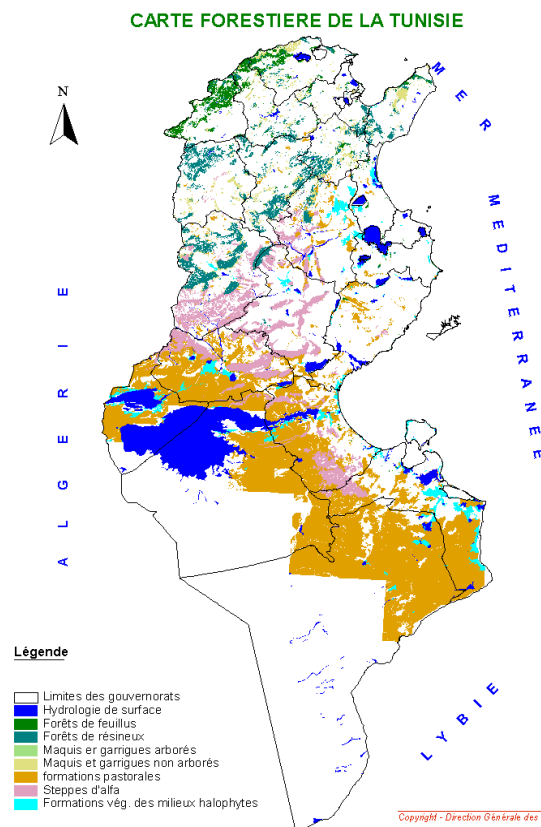 CARTE FORESTIERE DE LA TUNISIE
N
MER MEDITERRANEE
ALGERIE
LYBIE
Légende
Limites des gouvernorats
Hydrologie de surface
Forêts de feuillus
Forêts de résineux
Maquis er garrigues arborés
Maquis et garrigues non arborés
formations pastorales
Steppes d'alfa
Formations vég. des milieux halophytes
Copyright - Direction Générale des